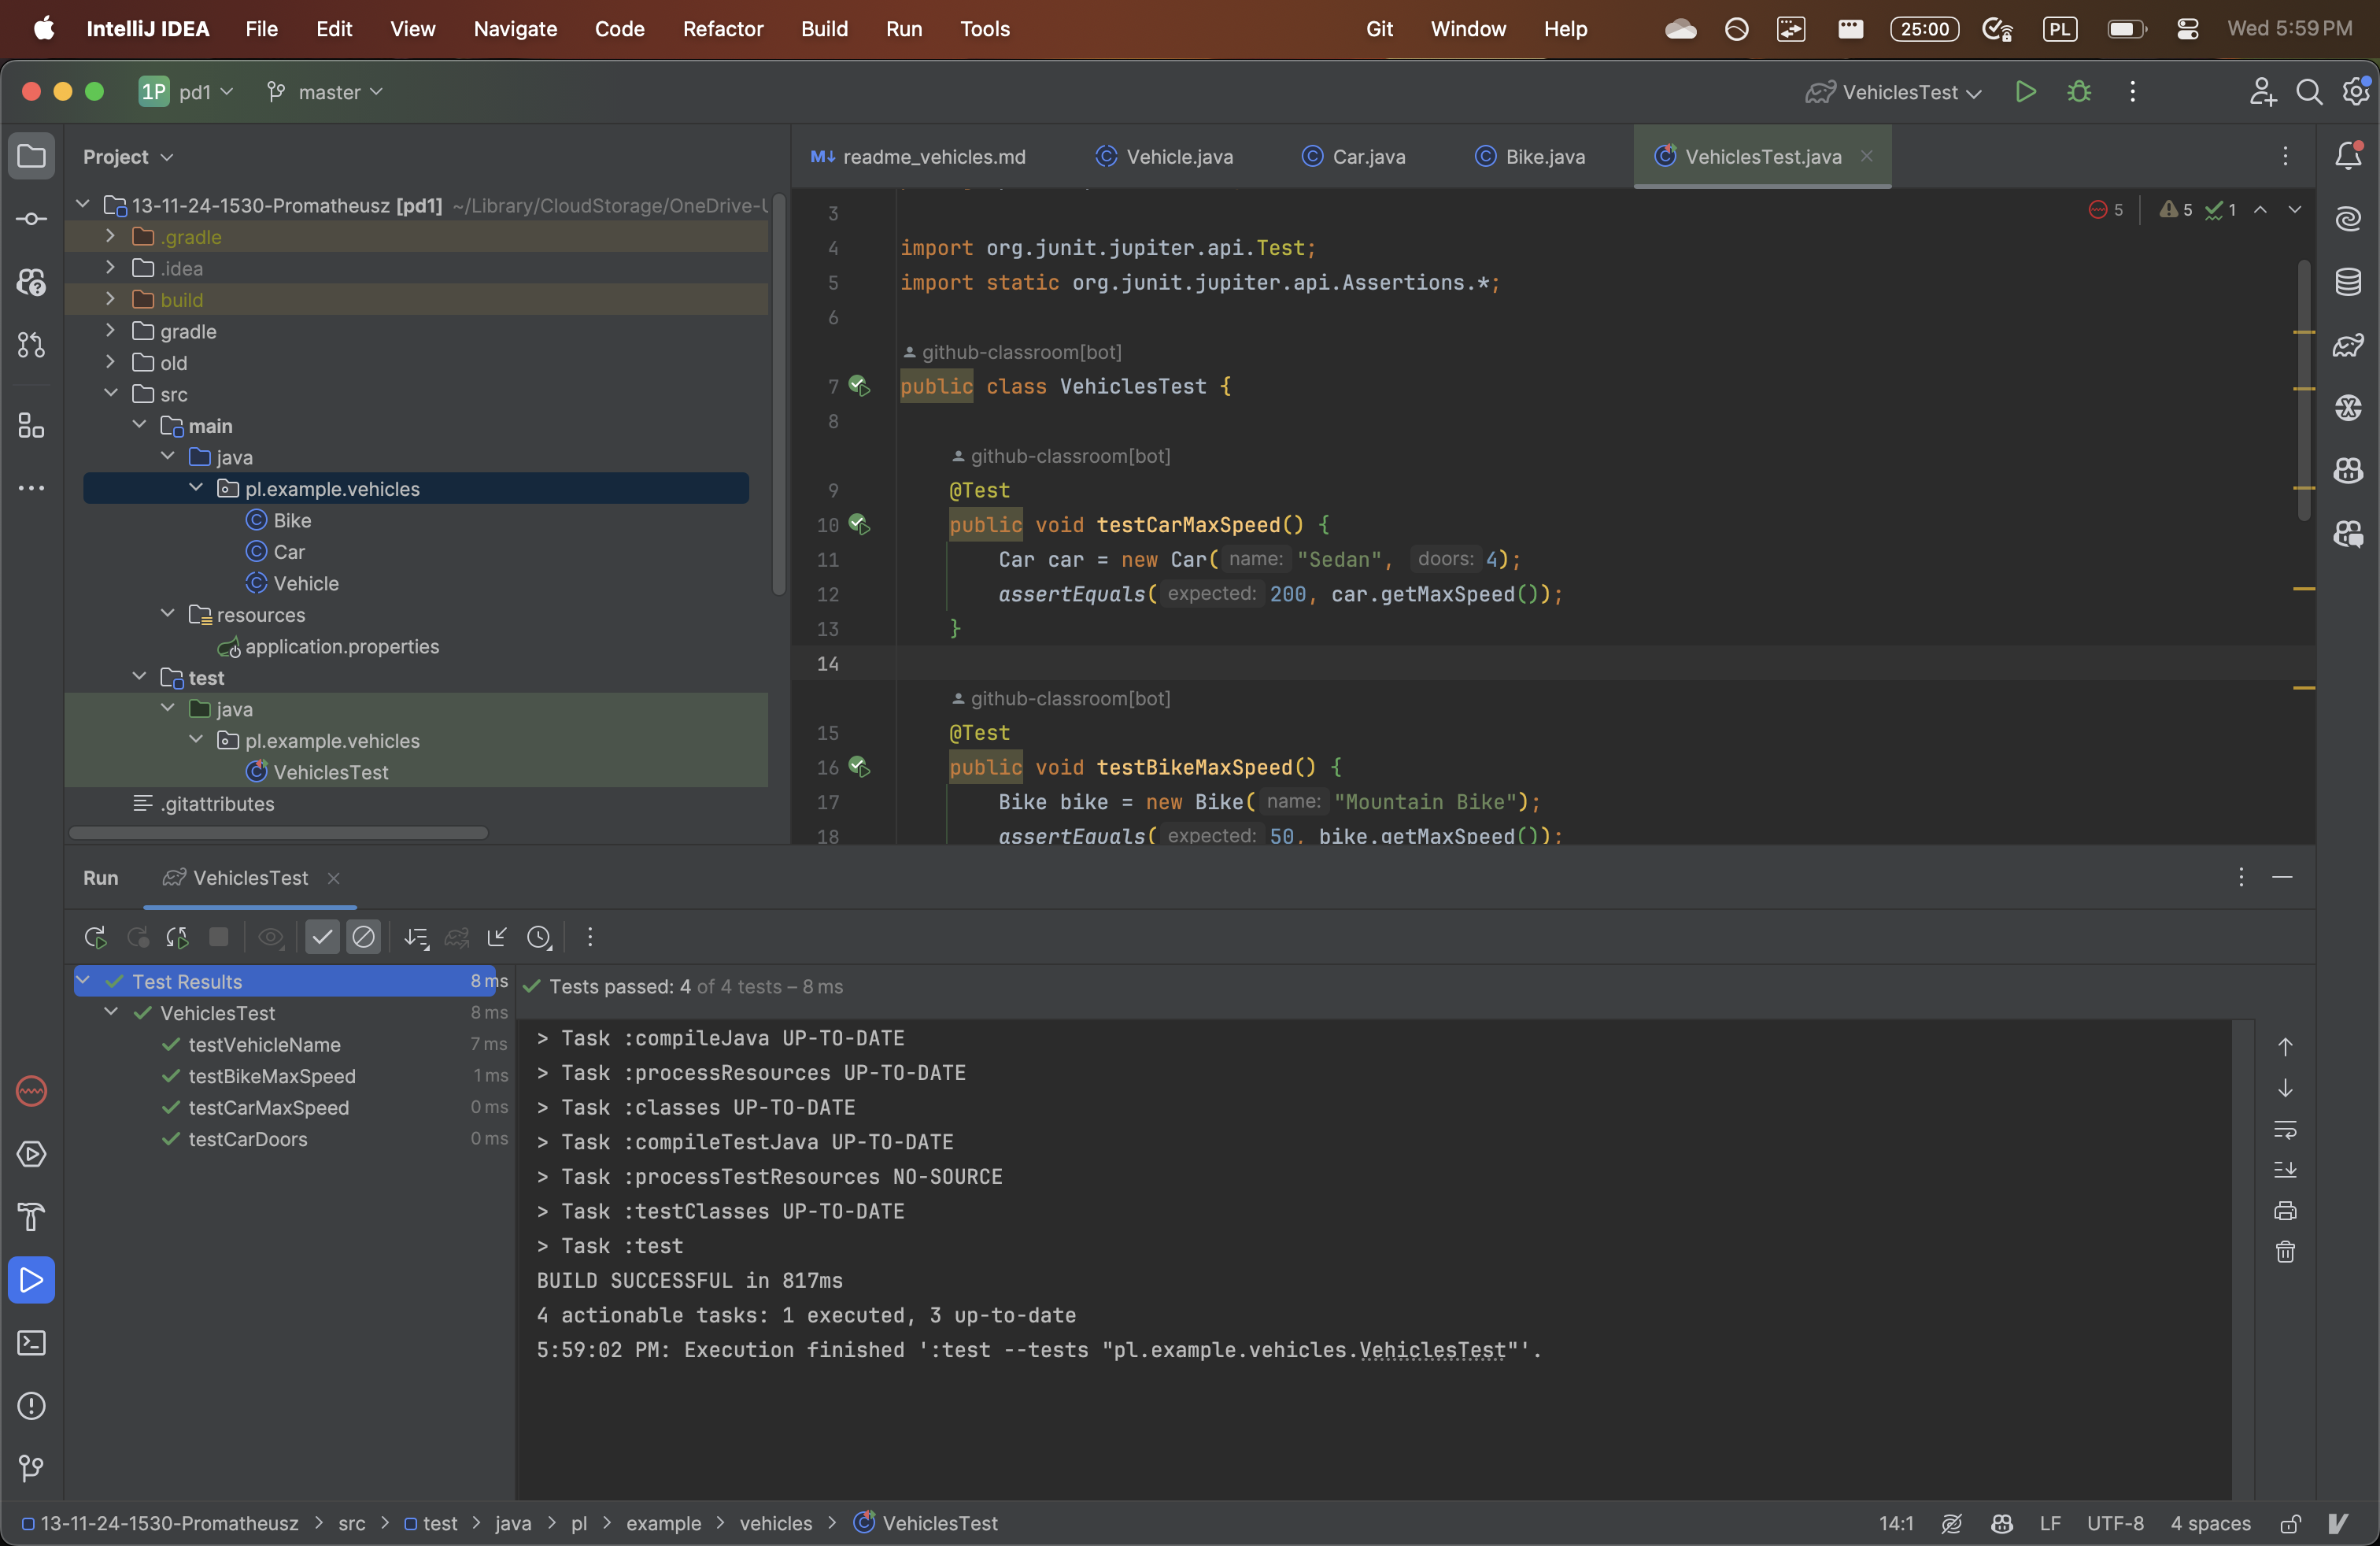 IntelliJ IDEA File Edit View Navigate Code Refactor Build Run Tools Git Window Help 25:00 PL Wed 5:59 PM
1P pd1 master VehiclesTest
Project
13-11-24-1530-Promatheusz [pd1] ~/Library/CloudStorage/OneDrive-U
.gradle
.idea
build
gradle
old
src
main
java
pl.example.vehicles
Bike
Car
Vehicle
resources
application.properties
test
java
pl.example.vehicles
VehiclesTest
.gitattributes
readme_vehicles.md Vehicle.java Car.java Bike.java VehiclesTest.java
5 5 1
3
4 import org.junit.jupiter.api.Test;
5 import static org.junit.jupiter.api.Assertions.*;
6
github-classroom[bot]
7 public class VehiclesTest {
8
github-classroom[bot]
9 @Test
10 public void testCarMaxSpeed() {
11 Car car = new Car( name: "Sedan", doors: 4);
12 assertEquals( expected: 200, car.getMaxSpeed());
13 }
14
github-classroom[bot]
15 @Test
16 public void testBikeMaxSpeed() {
17 Bike bike = new Bike( name: "Mountain Bike");
18 assertEquals( expected: 50, bike.getMaxSpeed());
Run VehiclesTest
Test Results 8 ms
VehiclesTest 8 ms
testVehicleName 7 ms
testBikeMaxSpeed 1 ms
testCarMaxSpeed 0 ms
testCarDoors 0 ms
Tests passed: 4 of 4 tests – 8 ms
> Task :compileJava UP-TO-DATE
> Task :processResources UP-TO-DATE
> Task :classes UP-TO-DATE
> Task :compileTestJava UP-TO-DATE
> Task :processTestResources NO-SOURCE
> Task :testClasses UP-TO-DATE
> Task :test
BUILD SUCCESSFUL in 817ms
4 actionable tasks: 1 executed, 3 up-to-date
5:59:02 PM: Execution finished ':test --tests "pl.example.vehicles.VehiclesTest"'.
13-11-24-1530-Promatheusz > src > test > java > pl > example > vehicles > VehiclesTest 14:1 LF UTF-8 4 spaces